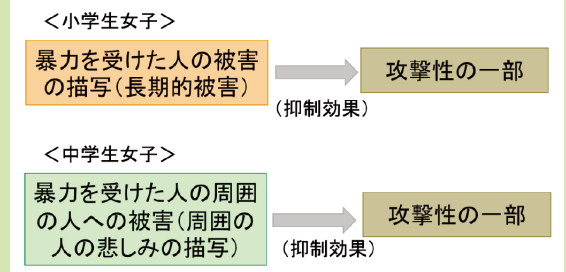 ＜小学生女子＞
暴力を受けた人の被害
の描写（長期的被害）
攻撃性の一部
（抑制効果）
＜中学生女子＞
暴力を受けた人の周囲
の人への被害（周囲の
人の悲しみの描写）
攻撃性の一部
（抑制効果）